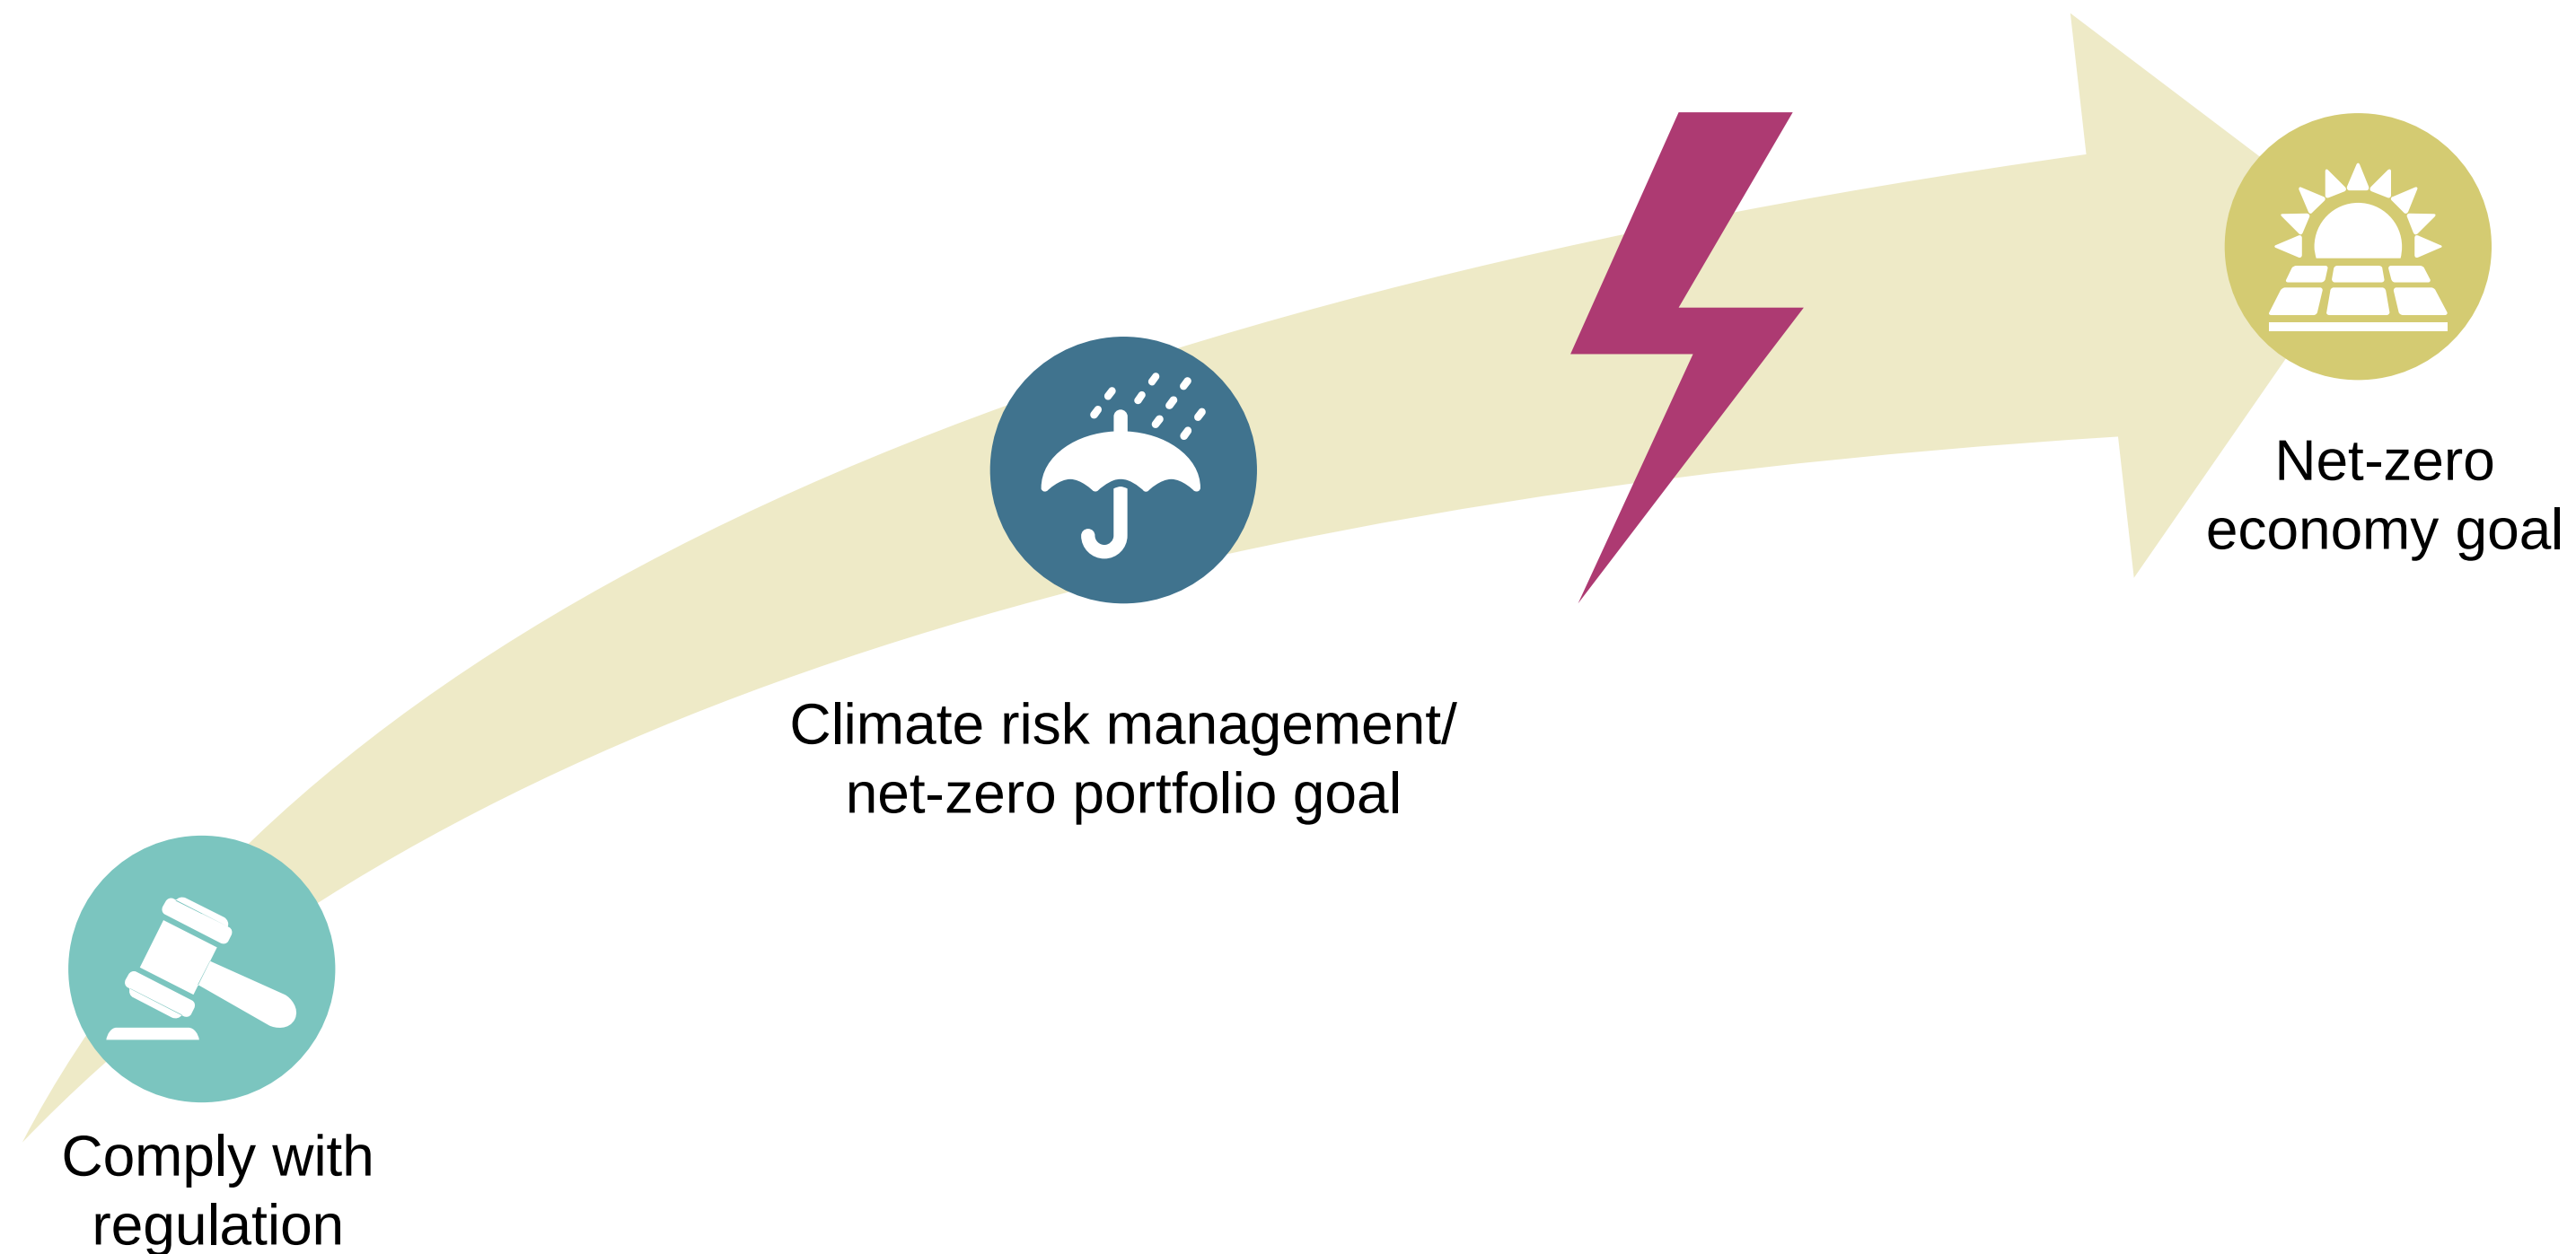 Net-zero
economy goal
Climate risk management/
net-zero portfolio goal
Comply with
regulation